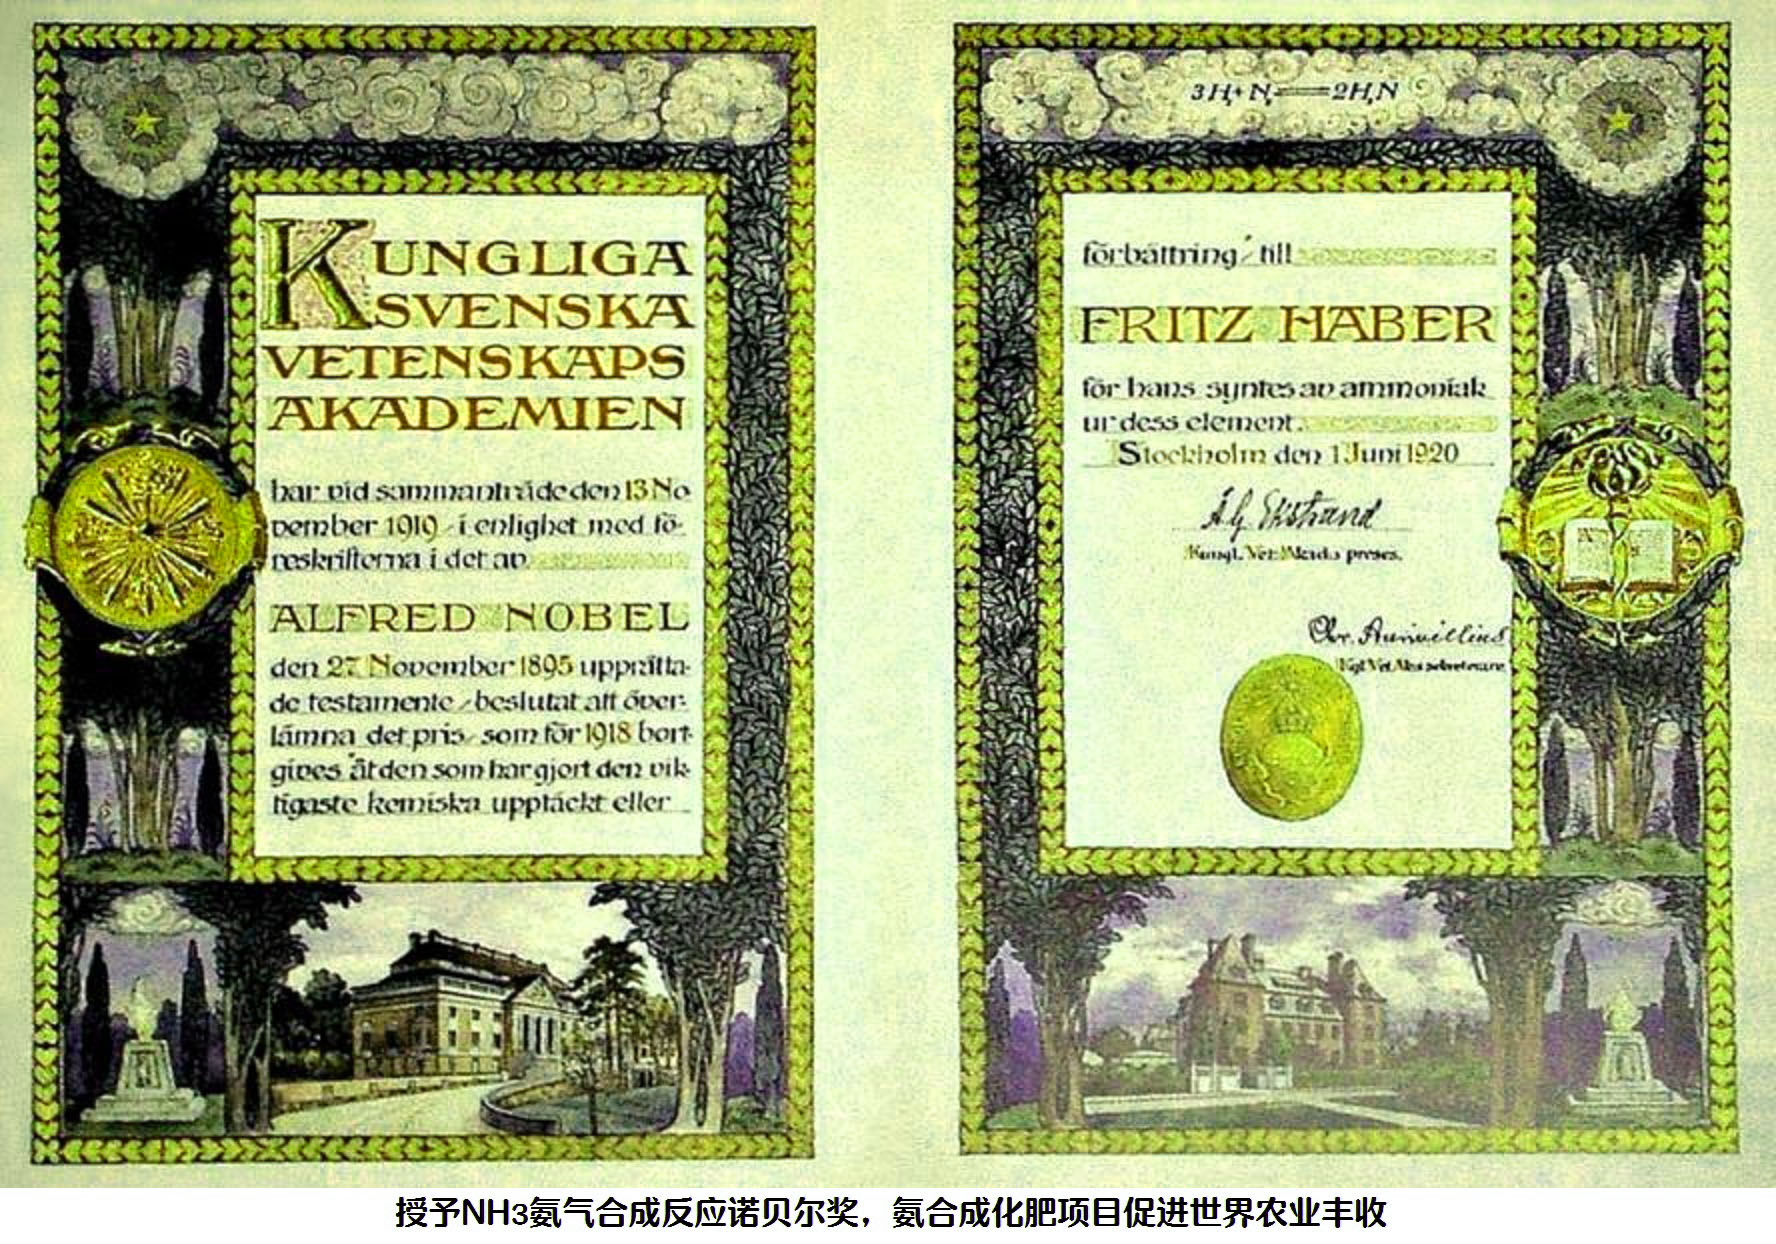 KUNGLIGA
SVENSKA
VETENSKAPS
AKADEMIEN
har vid sammanträde den 13 No
vember 1919 - i enlighet med fö-
reskrifterna i det av
ALFRED NOBEL
den 27 November 1895 upprätta-
de testamente - beslutat att över-
lämna det pris som för 1918 bort-
gives åt den som har gjort den vik-
tigaste kemiska upptäckt eller
3H₂+N₂=2H₃N
förbättring - till
FRITZ HABER
för hans syntes av ammoniak
ur dess element.
Stockholm den 1 Juni 1920
Å G Ekstrand
Kungl. Vet. Akad:s preses.
Chr. Aurivillius
Kgl. Vet. Akas sekreterare
授予NH3氨气合成反应诺贝尔奖，氨合成化肥项目促进世界农业丰收